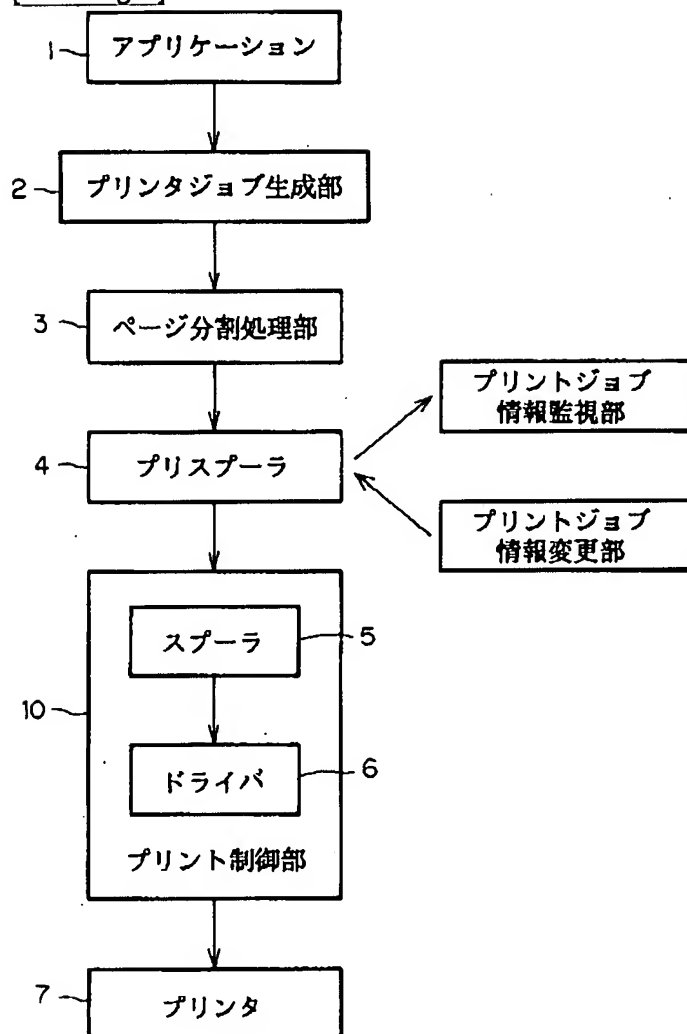 1 アプリケーション
2 プリンタジョブ生成部
3 ページ分割処理部
プリントジョブ
情報監視部
4 プリスプーラ
プリントジョブ
情報変更部
スプーラ 5
10
ドライバ 6
プリント制御部
7 プリンタ